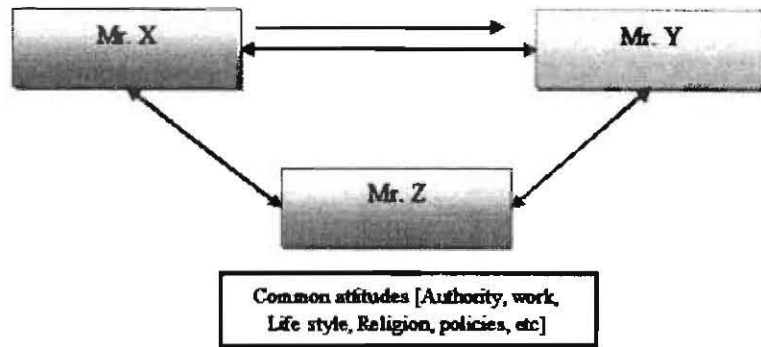 Mr. X
Mr. Y
Mr. Z
Common attitudes [Authority, work,
Life style, Religion, policies, etc]